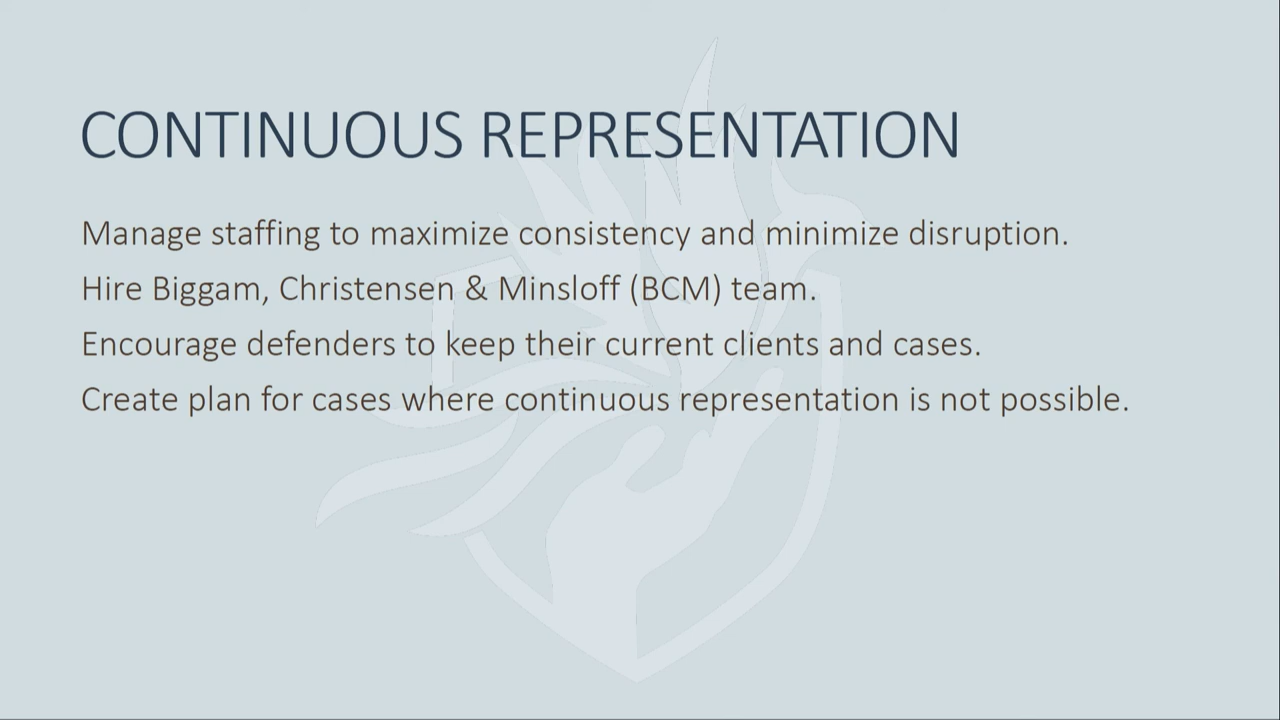 CONTINUOUS REPRESENTATION
Manage staffing to maximize consistency and minimize disruption.
Hire Biggam, Christensen & Minsloff (BCM) team.
Encourage defenders to keep their current clients and cases.
Create plan for cases where continuous representation is not possible.